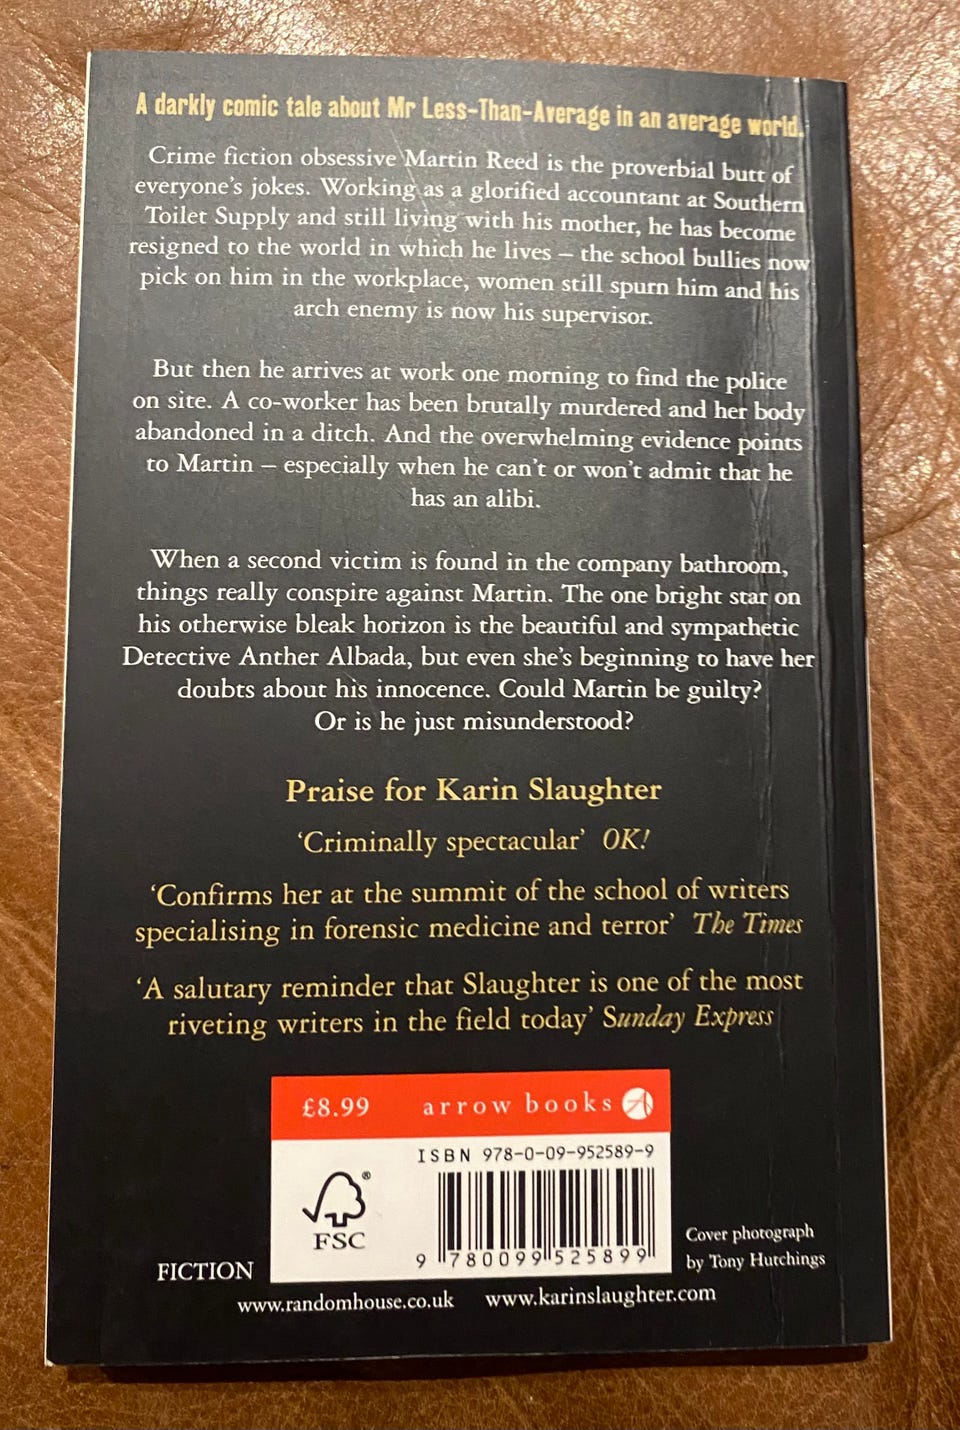 A darkly comic tale about Mr Less-Than-Average in an average world.
Crime fiction obsessive Martin Reed is the proverbial butt of
everyone's jokes. Working as a glorified accountant at Southern
Toilet Supply and still living with his mother, he has become
resigned to the world in which he lives – the school bullies now
pick on him in the workplace, women still spurn him and his
arch enemy is now his supervisor.
But then he arrives at work one morning to find the police
on site. A co-worker has been brutally murdered and her body
abandoned in a ditch. And the overwhelming evidence points
to Martin – especially when he can't or won't admit that he
has an alibi.
When a second victim is found in the company bathroom,
things really conspire against Martin. The one bright star on
his otherwise bleak horizon is the beautiful and sympathetic
Detective Anther Albada, but even she's beginning to have her
doubts about his innocence. Could Martin be guilty?
Or is he just misunderstood?
Praise for Karin Slaughter
'Criminally spectacular' OK!
'Confirms her at the summit of the school of writers
specialising in forensic medicine and terror' The Times
'A salutary reminder that Slaughter is one of the most
riveting writers in the field today' Sunday Express
£8.99 arrow books
ISBN 978-0-09-952589-9
FSC ®
9 780099 525899
FICTION
Cover photograph
by Tony Hutchings
www.randomhouse.co.uk www.karinslaughter.com